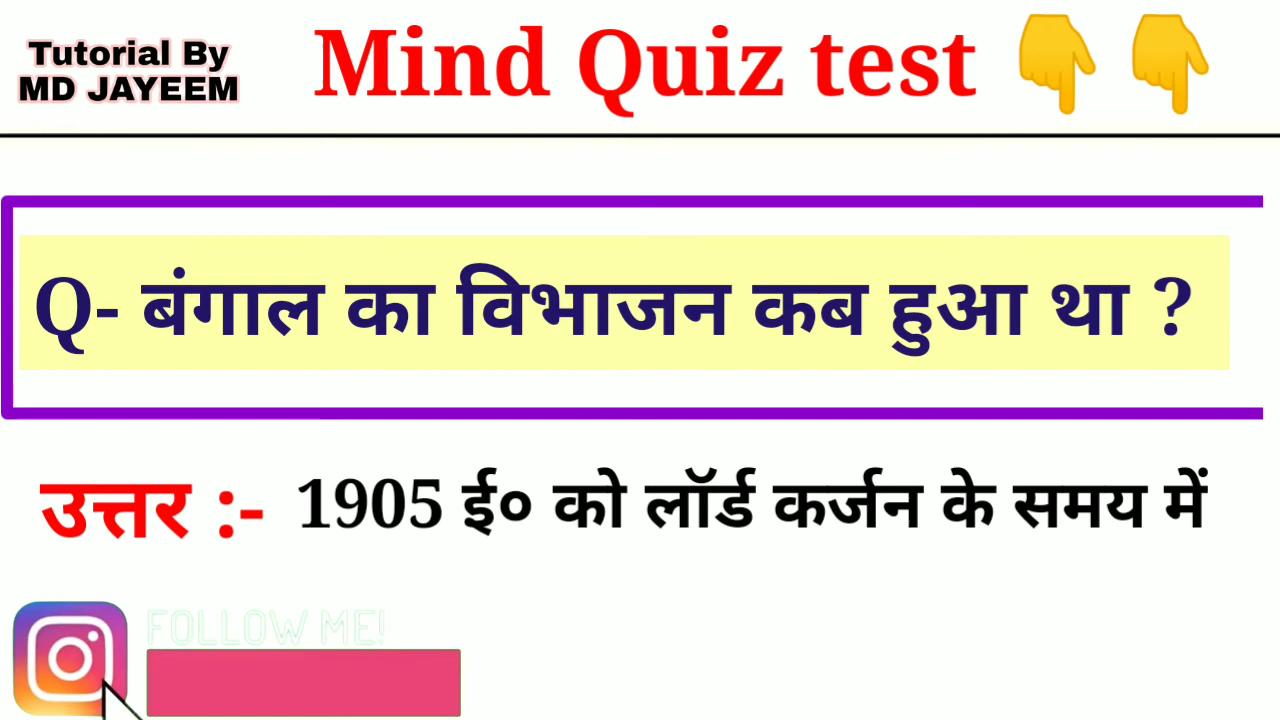 Tutorial By
MD JAYEEM
Mind Quiz test
Q- बंगाल का विभाजन कब हुआ था ?
उत्तर :- 1905 ई० को लॉर्ड कर्जन के समय में
FOLLOW ME!